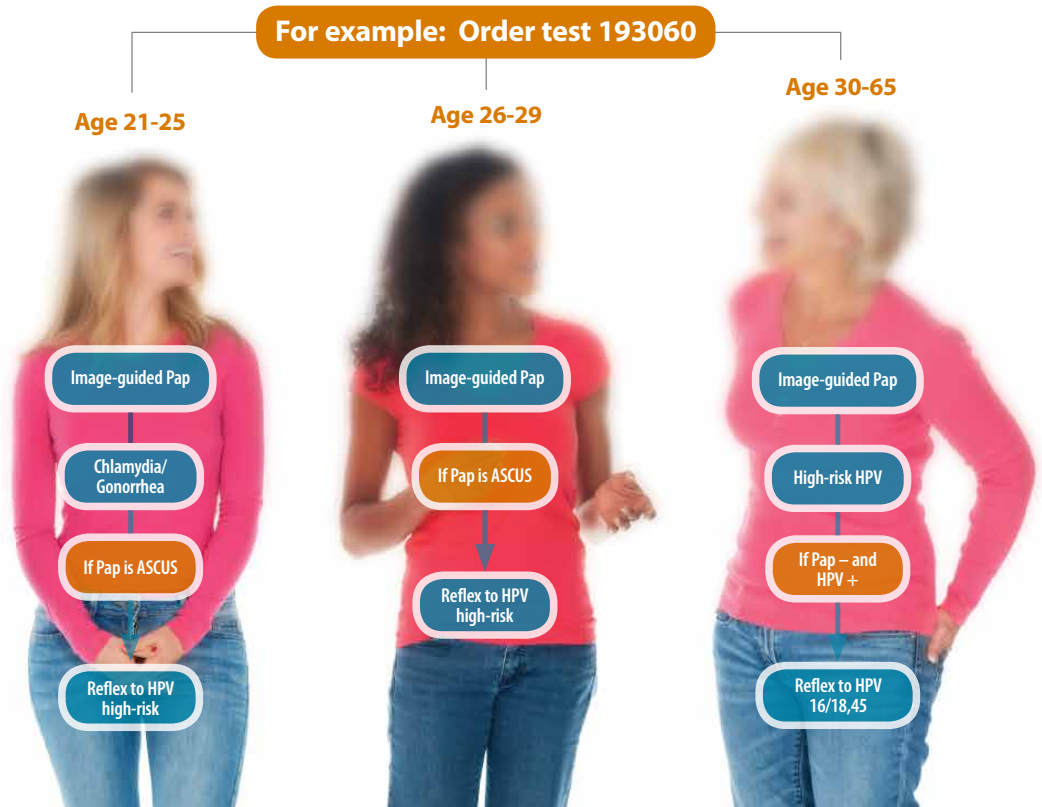 For example: Order test 193060
Age 21-25
Image-guided Pap
Chlamydia/
Gonorrhea
If Pap is ASCUS
Reflex to HPV
high-risk
Age 26-29
Image-guided Pap
If Pap is ASCUS
Reflex to HPV
high-risk
Age 30-65
Image-guided Pap
High-risk HPV
If Pap – and
HPV +
Reflex to HPV
16/18,45